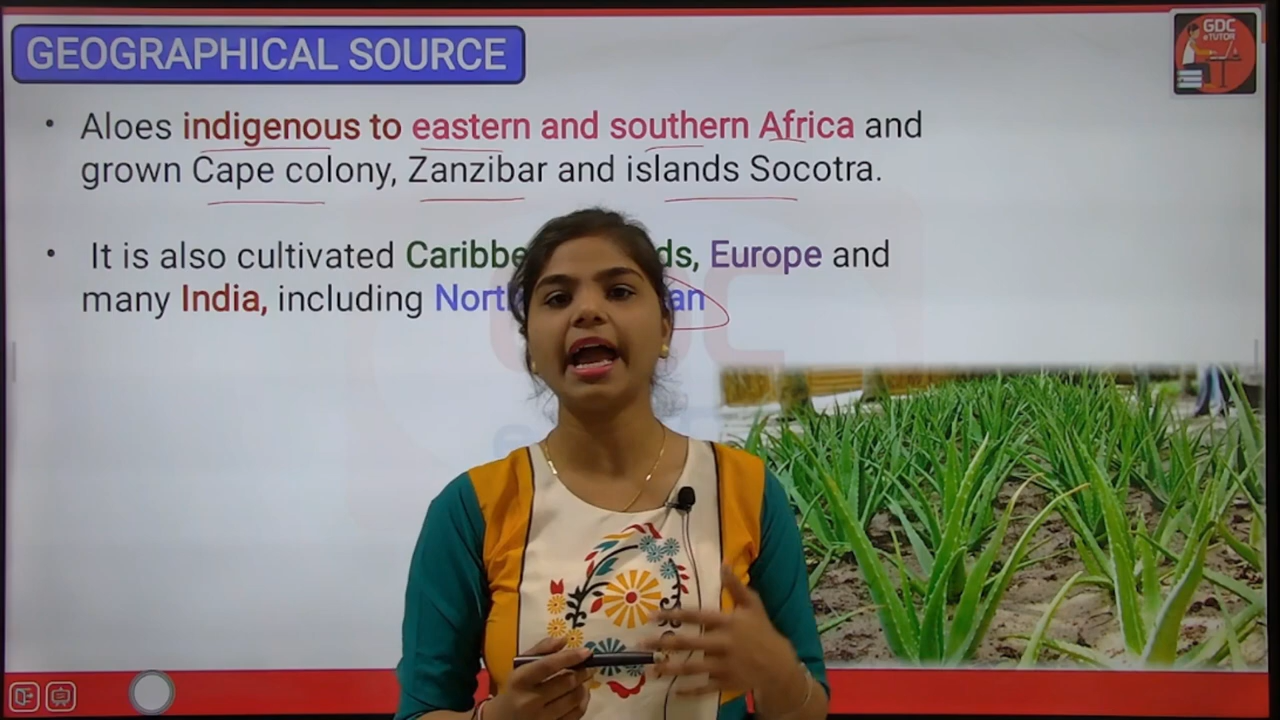 GEOGRAPHICAL SOURCE
GDC
eTUTOR
• Aloes indigenous to eastern and southern Africa and
grown Cape colony, Zanzibar and islands Socotra.
• It is also cultivated Caribbe ds, Europe and
many India, including Nort an